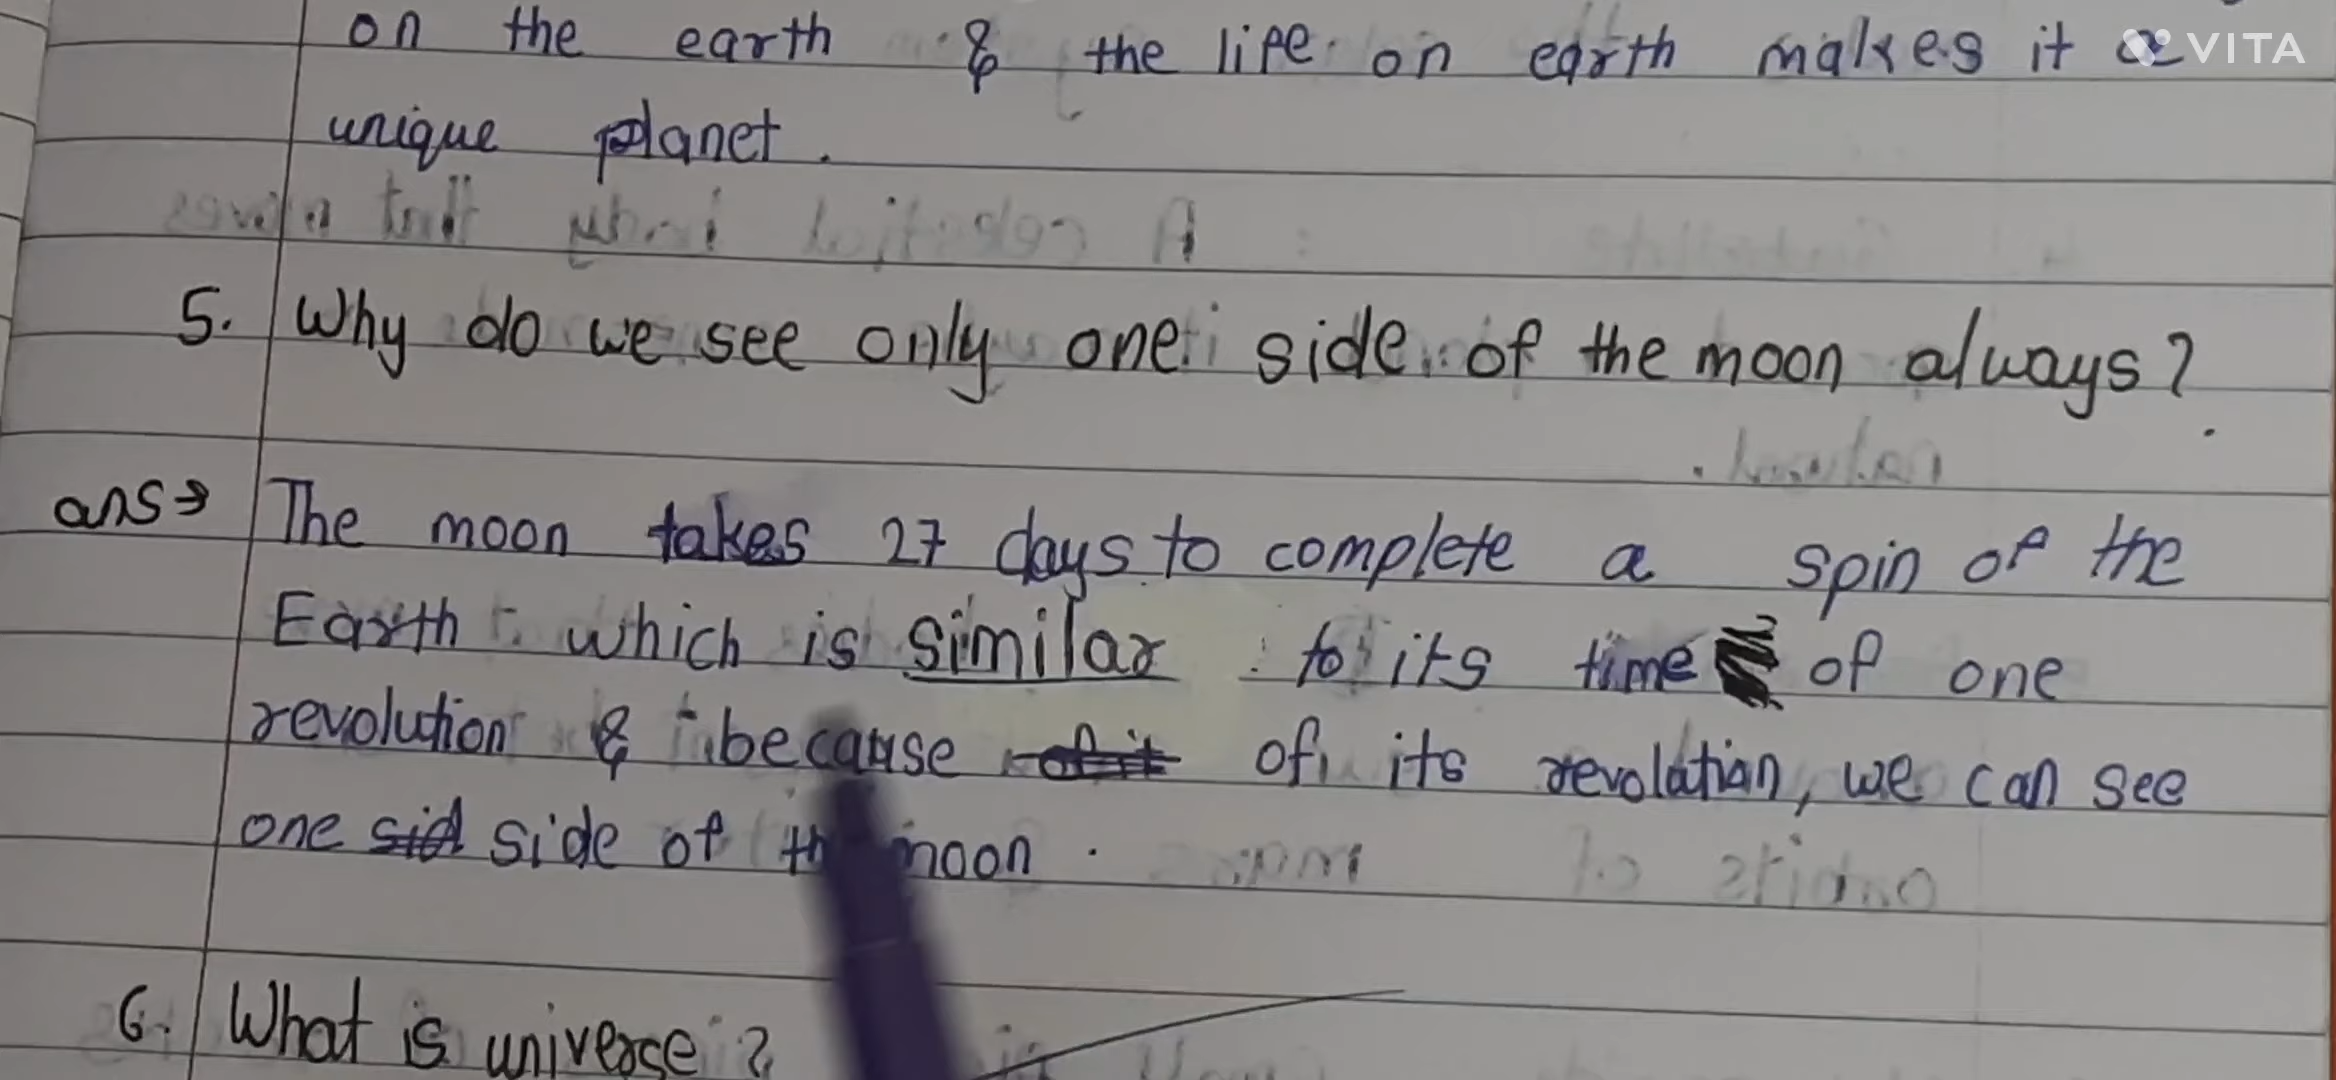 on the earth & the life on earth makes it a
VITA
unique planet.
5. Why do we see only one side of the moon always?
ans→ The moon takes 27 days to complete a spin of the
Earth which is similar to its time of one
revolution & because of its revolation, we can see
one side of the moon.
6. What is universe?